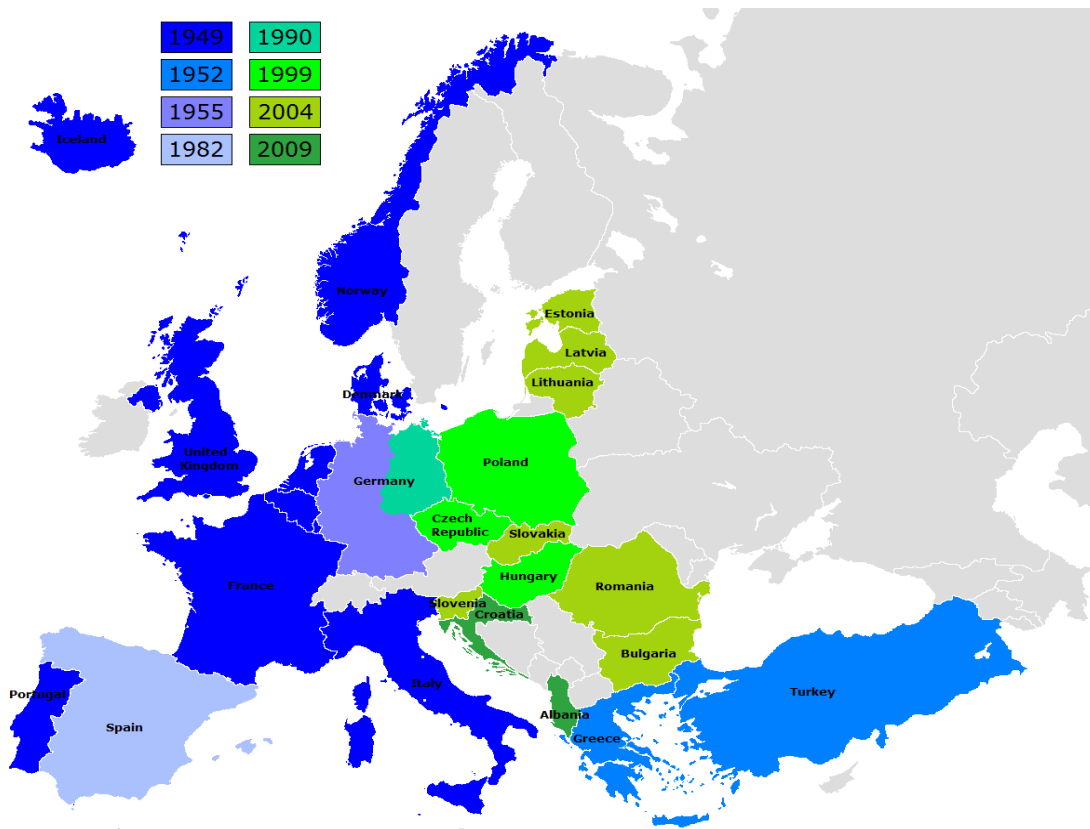 1949
1990
1952
1999
1955
2004
1982
2009
Iceland
Norway
Estonia
Latvia
Lithuania
Denmark
United
Kingdom
Germany
Poland
Czech
Republic
Slovakia
France
Hungary
Romania
Slovenia
Croatia
Bulgaria
Portugal
Italy
Turkey
Spain
Albania
Greece